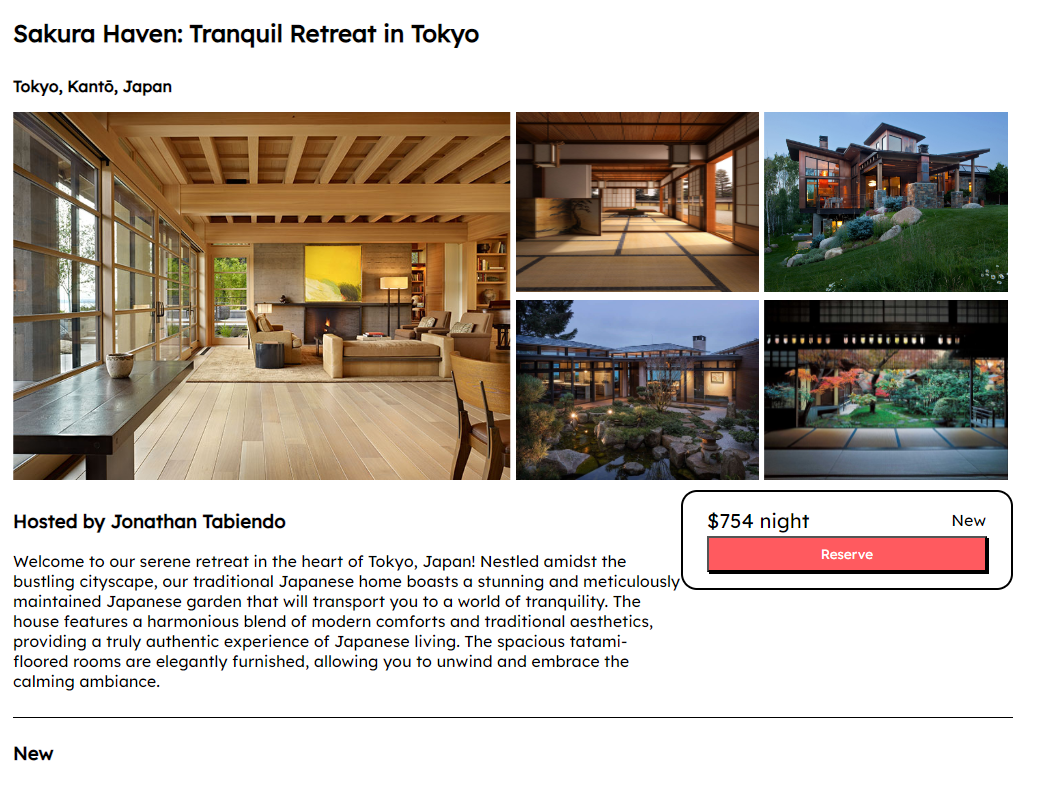 Sakura Haven: Tranquil Retreat in Tokyo
Tokyo, Kantō, Japan
Hosted by Jonathan Tabiendo
Welcome to our serene retreat in the heart of Tokyo, Japan! Nestled amidst the
bustling cityscape, our traditional Japanese home boasts a stunning and meticulously
maintained Japanese garden that will transport you to a world of tranquility. The
house features a harmonious blend of modern comforts and traditional aesthetics,
providing a truly authentic experience of Japanese living. The spacious tatami-
floored rooms are elegantly furnished, allowing you to unwind and embrace the
calming ambiance.
$754 night
New
Reserve
New